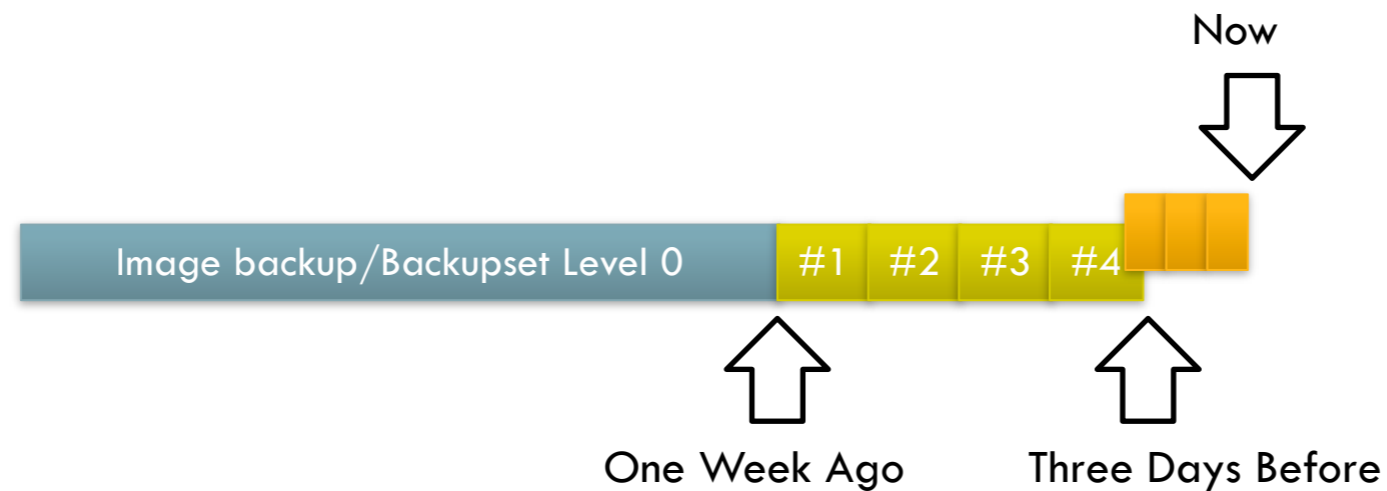 Now
Image backup/Backupset Level 0
#1
#2
#3
#4
One Week Ago
Three Days Before